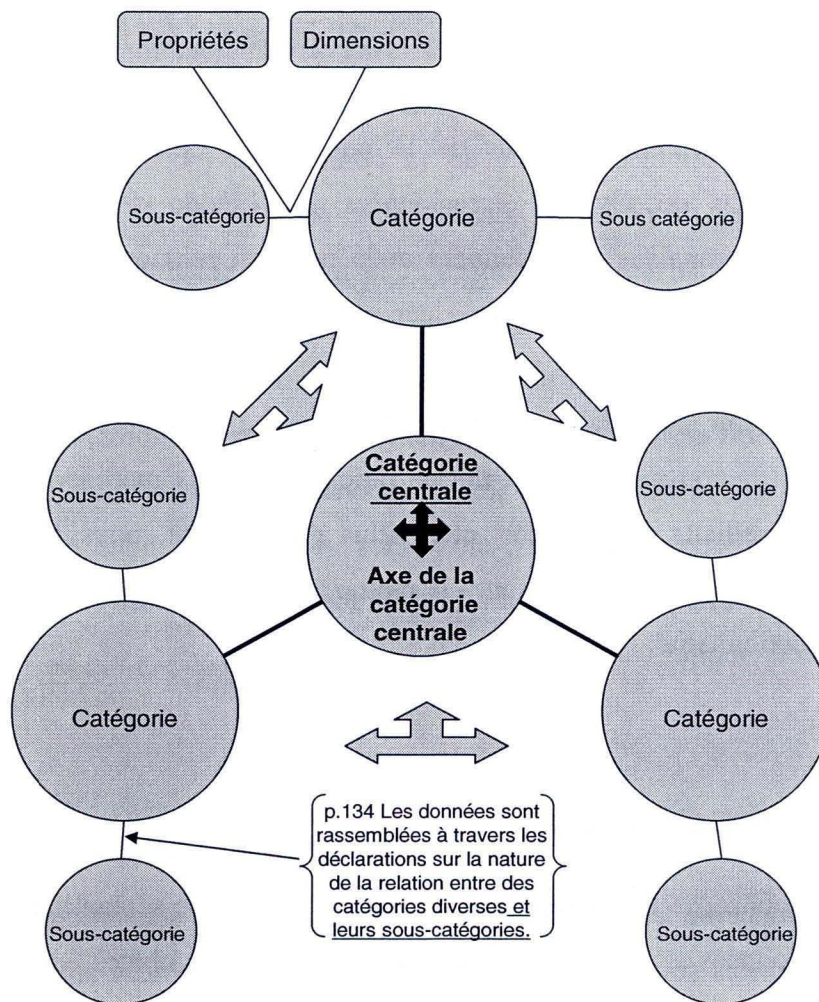 Propriétés
Dimensions
Sous-catégorie
Catégorie
Sous catégorie
Sous-catégorie
Catégorie
centrale
Sous-catégorie
Axe de la
catégorie
centrale
Catégorie
Catégorie
p.134 Les données sont
rassemblées à travers les
déclarations sur la nature
de la relation entre des
catégories diverses et
leurs sous-catégories.
Sous-catégorie
Sous-catégorie